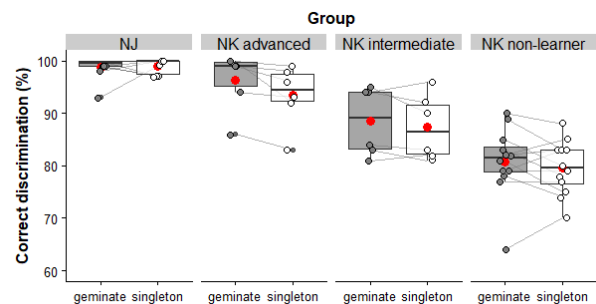 Group
NJ NK advanced NK intermediate NK non-learner
Correct discrimination (%)
100
90
80
70
60
geminate singleton geminate singleton geminate singleton geminate singleton